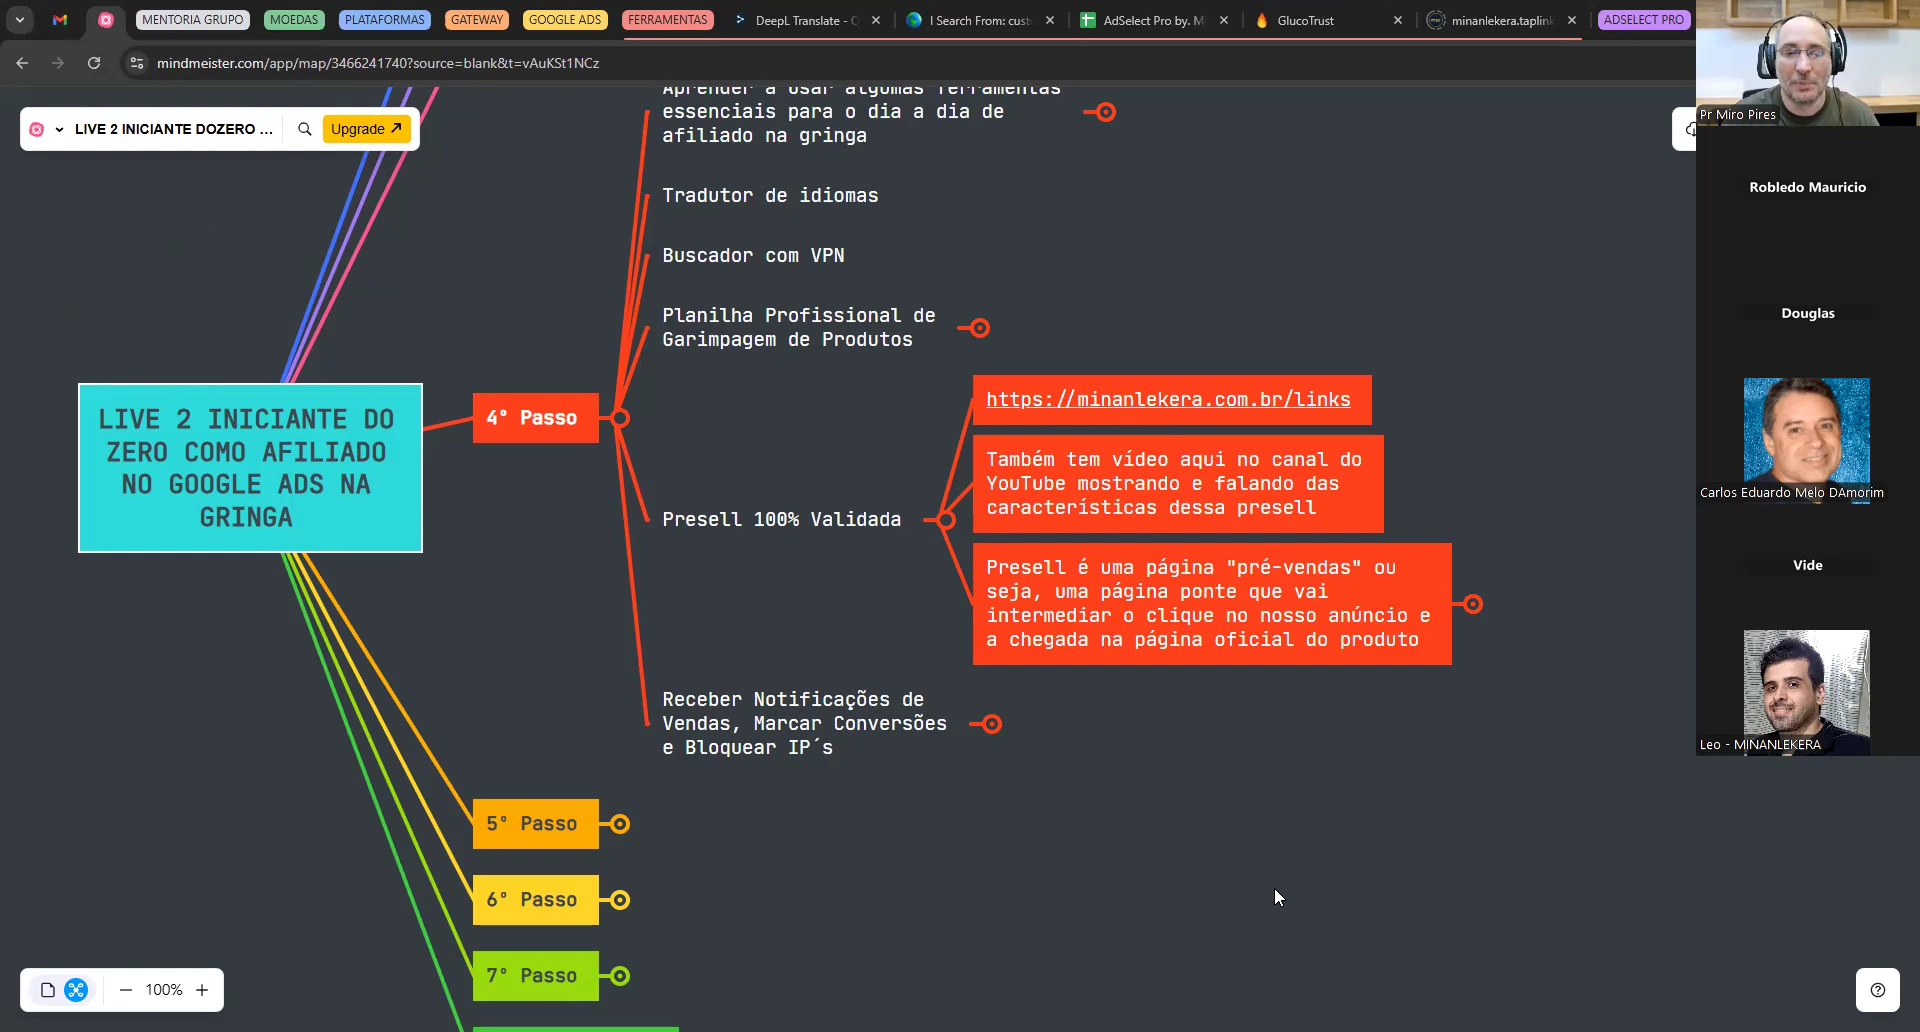 MENTORIA GRUPO
MOEDAS
PLATAFORMAS
GATEWAY
GOOGLE ADS
FERRAMENTAS
DeepL Translate -
I Search From: cust
AdSelect Pro by. M
GlucoTrust
minanlekera.taplink
ADSELECT PRO
mindmeister.com/app/map/3466241740?source=blank&t=vAuKSt1NCz
LIVE 2 INICIANTE DOZERO ...
Upgrade
Aprender a usar algumas ferramentas
essenciais para o dia a dia de
afiliado na gringa
Tradutor de idiomas
Buscador com VPN
Planilha Profissional de
Garimpagem de Produtos
LIVE 2 INICIANTE DO
ZERO COMO AFILIADO
NO GOOGLE ADS NA
GRINGA
4° Passo
https://minanlekera.com.br/links
Também tem vídeo aqui no canal do
YouTube mostrando e falando das
características dessa presell
Presell 100% Validada
Presell é uma página "pré-vendas" ou
seja, uma página ponte que vai
intermediar o clique no nosso anúncio e
a chegada na página oficial do produto
Receber Notificações de
Vendas, Marcar Conversões
e Bloquear IP´s
5° Passo
6° Passo
7° Passo
100%
Pr Miro Pires
Robledo Mauricio
Douglas
Carlos Eduardo Melo DAmorim
Vide
Leo - MINANLEKERA